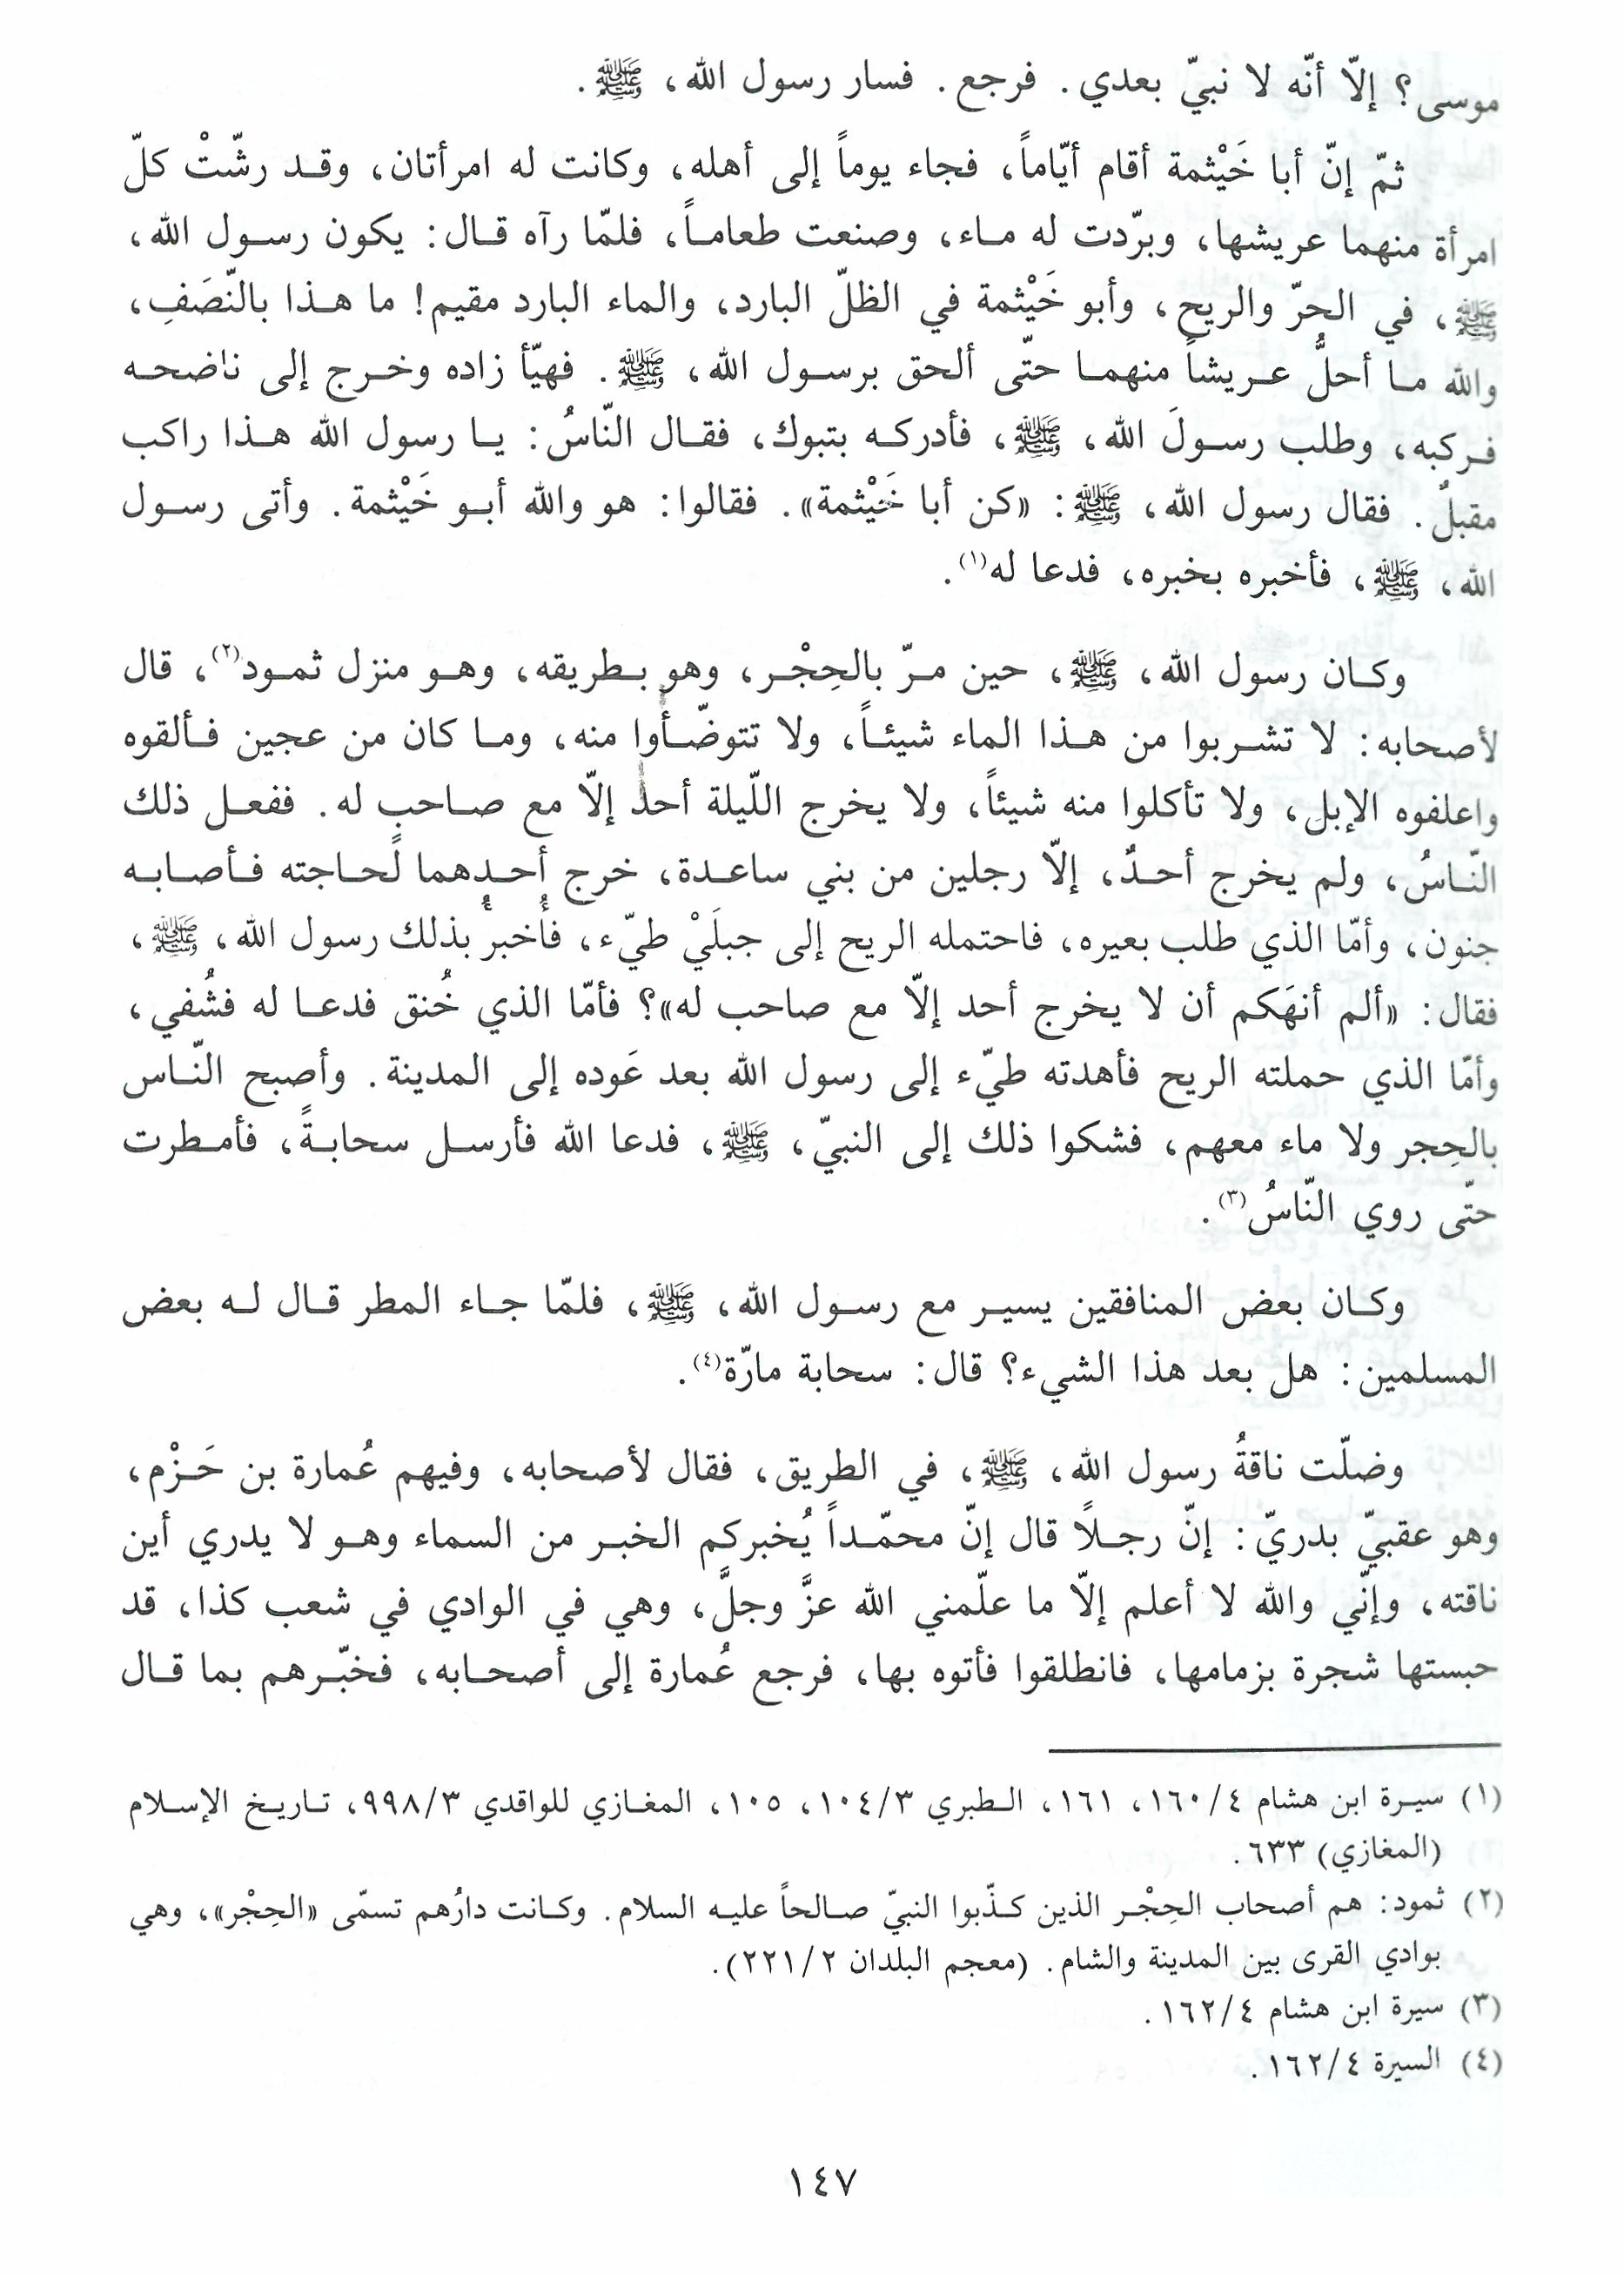 موسى؟ إلّا أنّه لا نبيّ بعدي. فرجع. فسار رسول الله، ﷺ.
ثمّ إنّ أبا خَيْثمة أقام أيّاماً، فجاء يوماً إلى أهله، وكانت له امرأتان، وقد رشّتْ كلّ
امرأة منهما عريشها، وبرّدت له ماء، وصنعت طعاماً، فلمّا رآه قال: يكون رسول الله،
ﷺ، في الحرّ والريح، وأبو خَيْثمة في الظلّ البارد، والماء البارد مقيم! ما هذا بالنَّصَفِ،
والله ما أحلُّ عريشاً منهما حتّى ألحق برسول الله، ﷺ. فهيّأ زاده وخرج إلى ناضحه
فركبه، وطلب رسولَ الله، ﷺ، فأدركه بتبوك، فقال النّاسُ: يا رسول الله هذا راكب
مقبلٌ. فقال رسول الله، ﷺ: «كن أبا خَيْثمة». فقالوا: هو والله أبو خَيْثمة. وأتى رسول
الله، ﷺ، فأخبره بخبره، فدعا له(١).
وكان رسول الله، ﷺ، حين مرّ بالحِجْر، وهو بطريقه، وهو منزل ثمود(٢)، قال
لأصحابه: لا تشربوا من هذا الماء شيئاً، ولا تتوضّأوا منه، وما كان من عجين فألقوه
واعلفوه الإبل، ولا تأكلوا منه شيئاً، ولا يخرج اللّيلة أحدٌ إلّا مع صاحبٍ له. ففعل ذلك
النّاسُ، ولم يخرج أحدٌ، إلّا رجلين من بني ساعدة، خرج أحدهما لحاجته فأصابه
جنون، وأمّا الذي طلب بعيره، فاحتمله الريح إلى جبلَيْ طيّء، فأُخبر بذلك رسول الله، ﷺ،
فقال: «ألم أنهَكم أن لا يخرج أحد إلّا مع صاحب له»؟ فأمّا الذي خُنق فدعا له فشُفي،
وأمّا الذي حملته الريح فأهدته طيّء إلى رسول الله بعد عَوده إلى المدينة. وأصبح النّاس
بالحِجر ولا ماء معهم، فشكوا ذلك إلى النبيّ، ﷺ، فدعا الله فأرسل سحابةً، فأمطرت
حتّى روي النّاسُ(٣).
وكان بعض المنافقين يسير مع رسول الله، ﷺ، فلمّا جاء المطر قال له بعض
المسلمين: هل بعد هذا الشيء؟ قال: سحابة مارّة(٤).
وضلّت ناقةُ رسول الله، ﷺ، في الطريق، فقال لأصحابه، وفيهم عُمارة بن حَزْم،
وهو عقبيّ بدريّ: إنّ رجلاً قال إنّ محمّداً يُخبركم الخبر من السماء وهو لا يدري أين
ناقته، وإنّي والله لا أعلم إلّا ما علّمني الله عزَّ وجلَّ، وهي في الوادي في شعب كذا، قد
حبستها شجرة بزمامها، فانطلقوا فأتوه بها، فرجع عُمارة إلى أصحابه، فخبّرهم بما قال
(١) سيرة ابن هشام ١٦٠/٤، ١٦١، الطبري ١٠٤/٣، ١٠٥، المغازي للواقدي ٩٩٨/٣، تاريخ الإسلام
(المغازي) ٦٣٣.
(٢) ثمود: هم أصحاب الحِجْر الذين كذّبوا النبيّ صالحاً عليه السلام. وكانت دارُهم تسمّى «الحِجْر»، وهي
بوادي القرى بين المدينة والشام. (معجم البلدان ٢٢١/٢).
(٣) سيرة ابن هشام ١٦٢/٤.
(٤) السيرة ١٦٢/٤.
١٤٧